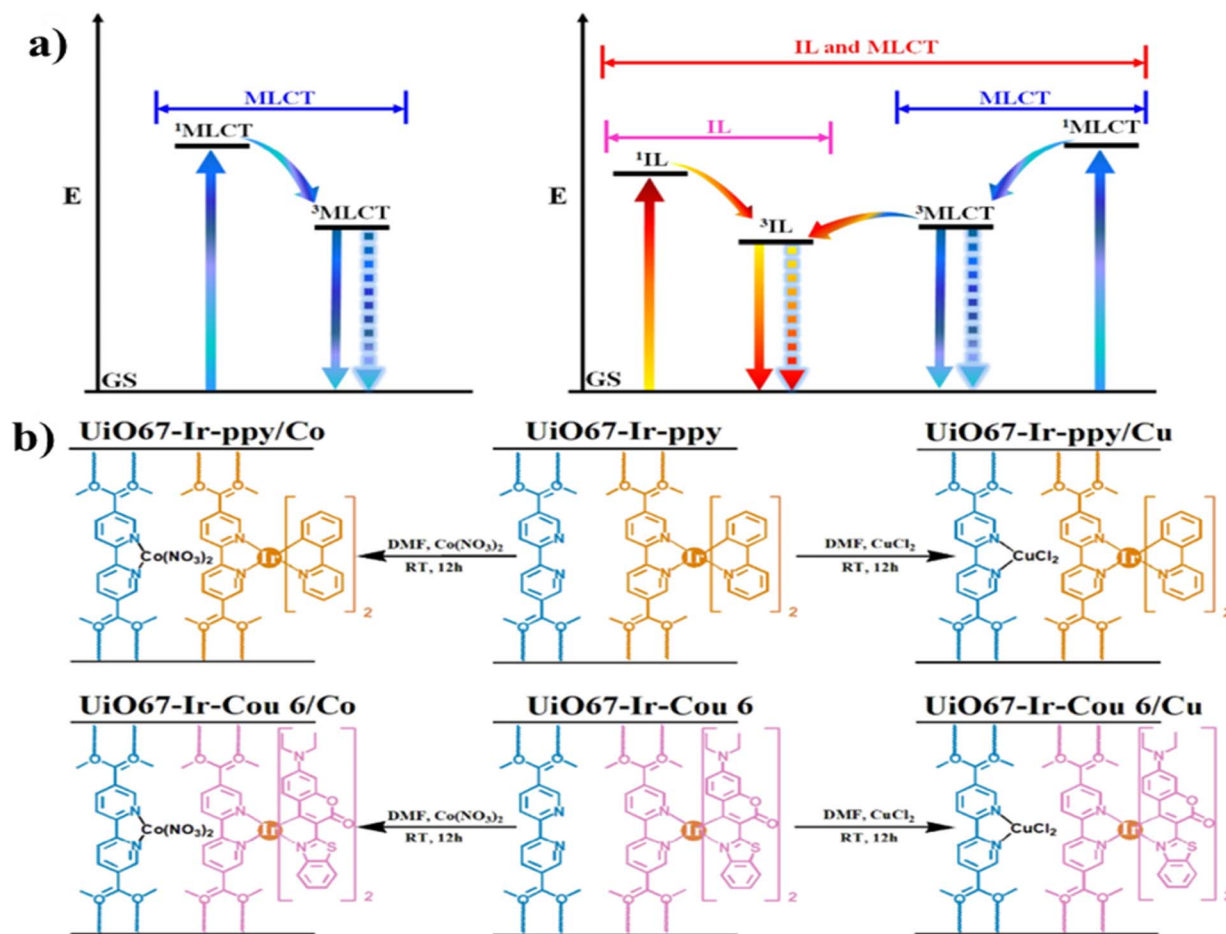 a)
MLCT
¹MLCT
³MLCT
E
GS
IL and MLCT
MLCT
IL
¹MLCT
¹IL
³MLCT
³IL
E
GS
b)
UiO67-Ir-ppy/Co
UiO67-Ir-ppy
UiO67-Ir-ppy/Cu
O O O O
N N
Co(NO₃)₂ Ir
N N N
2
O O O O
DMF, Co(NO₃)₂
RT, 12h
O O O O
N N
Ir
N N N
2
O O O O
DMF, CuCl₂
RT, 12h
O O O O
N N
CuCl₂ Ir
N N N
2
O O O O
UiO67-Ir-Cou 6/Co
UiO67-Ir-Cou 6
UiO67-Ir-Cou 6/Cu
O O O O
N
N N
O
Co(NO₃)₂ Ir
O
N N N S
2
O O O O
DMF, Co(NO₃)₂
RT, 12h
O O O O
N
N N
O
Ir
O
N N N S
2
O O O O
DMF, CuCl₂
RT, 12h
O O O O
N
N N
O
CuCl₂ Ir
O
N N N S
2
O O O O